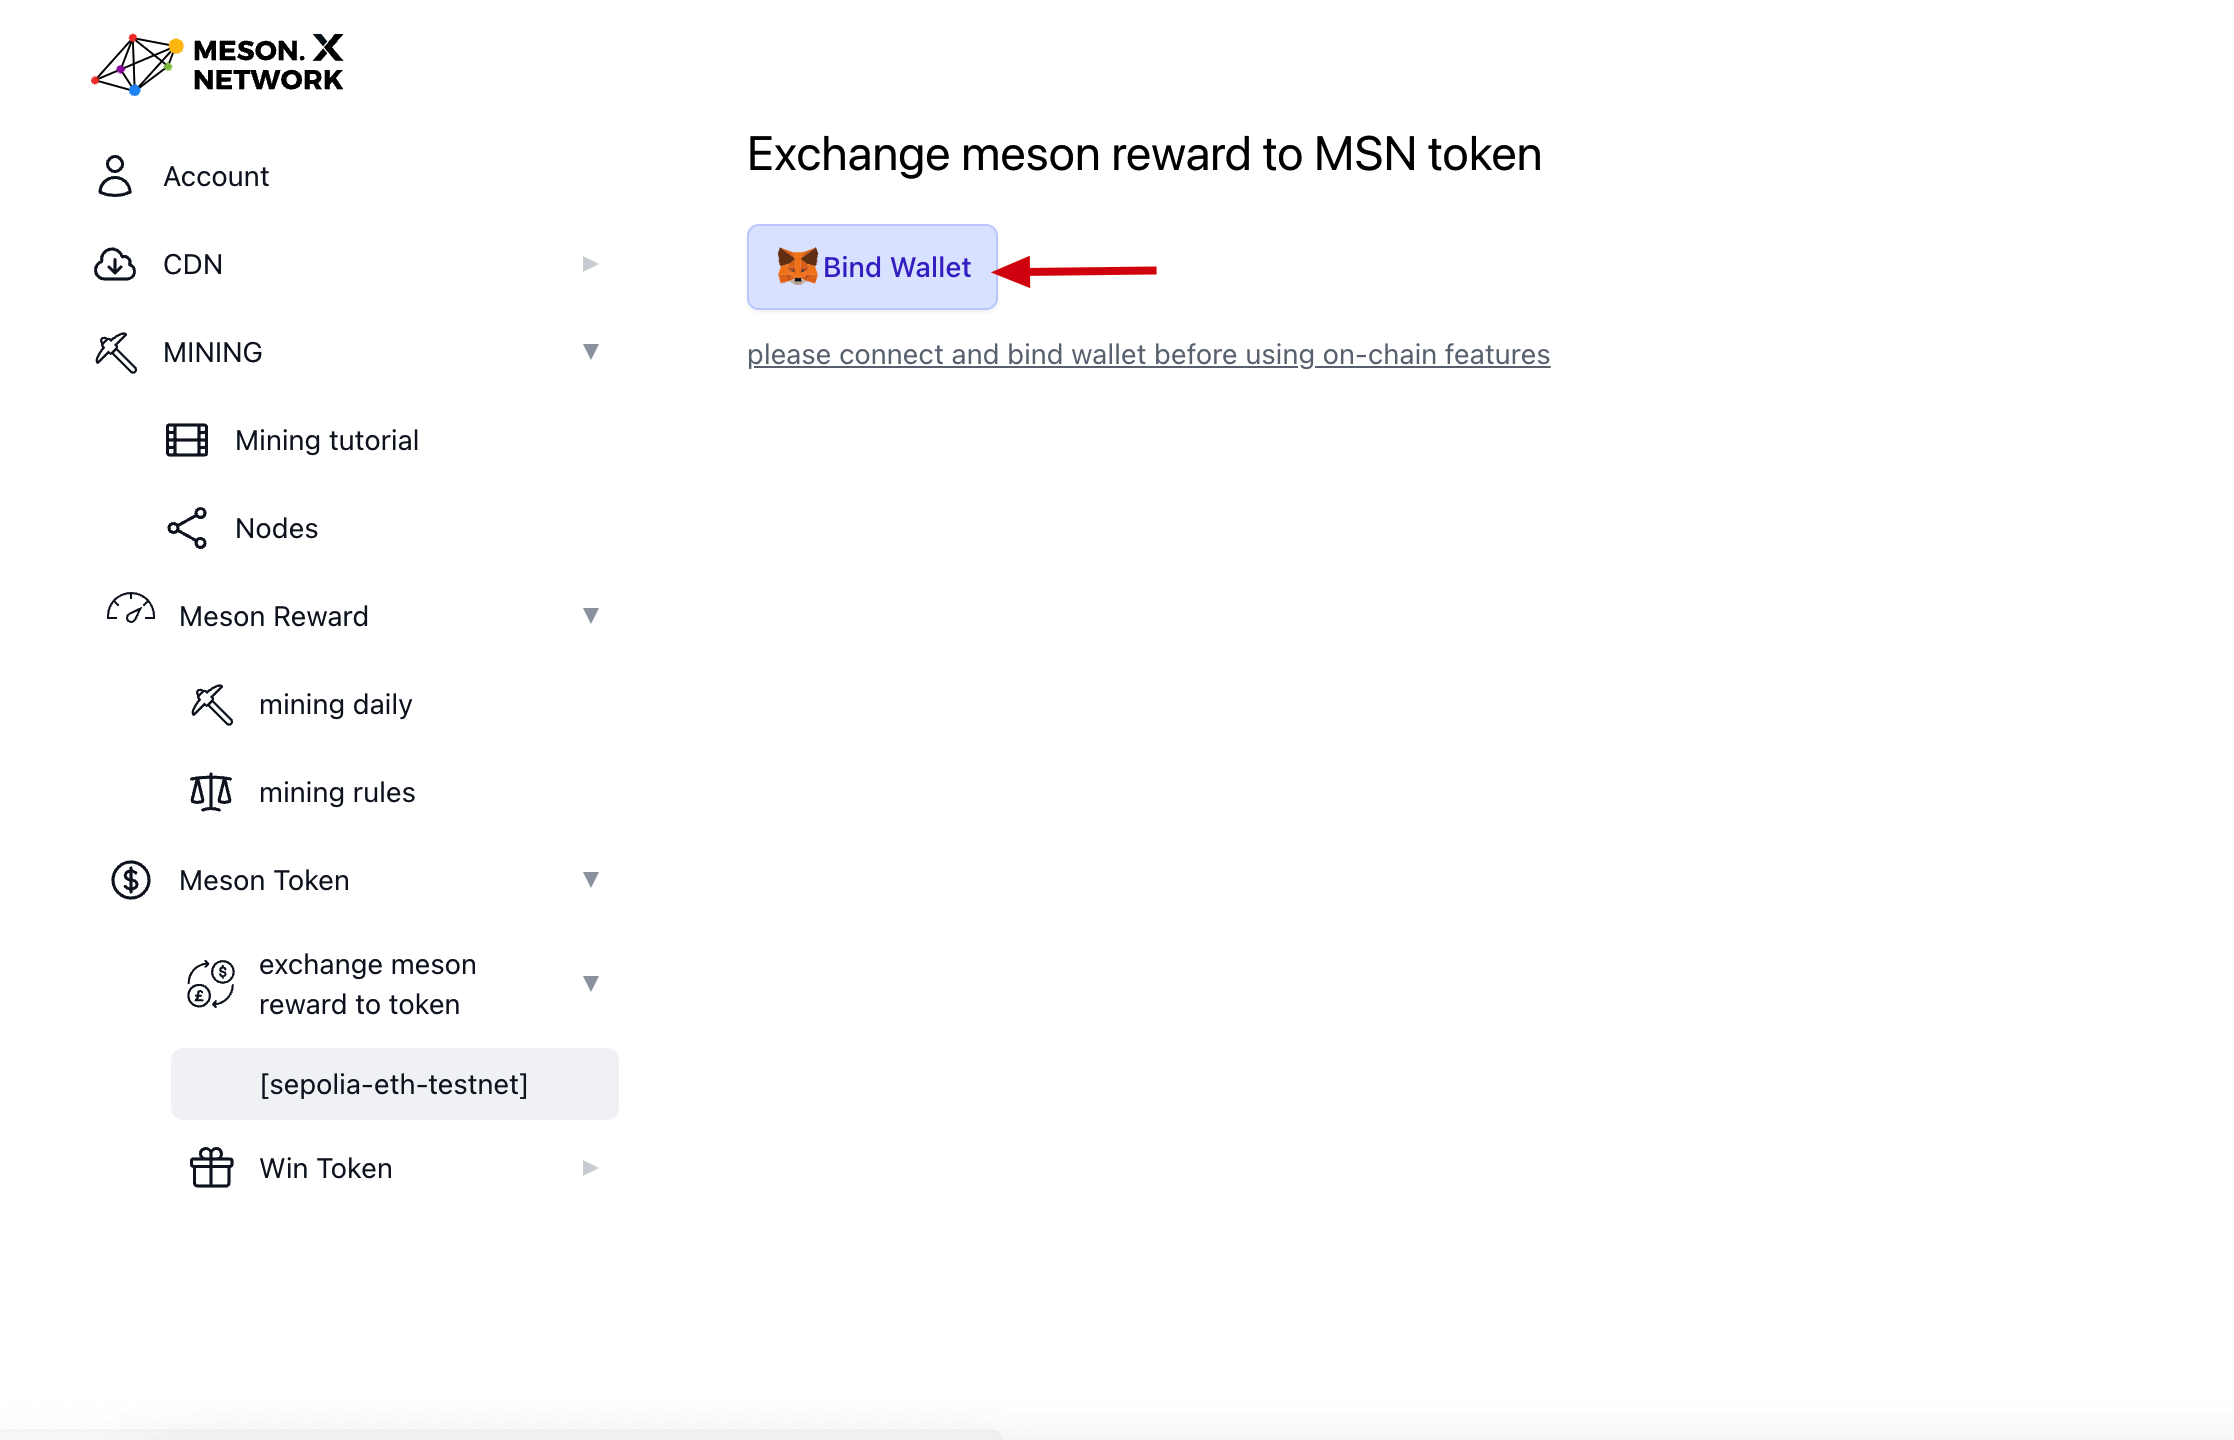 MESON. X
NETWORK
Account
CDN
MINING
Mining tutorial
Nodes
Meson Reward
mining daily
mining rules
Meson Token
exchange meson
reward to token
[sepolia-eth-testnet]
Win Token
Exchange meson reward to MSN token
Bind Wallet
please connect and bind wallet before using on-chain features